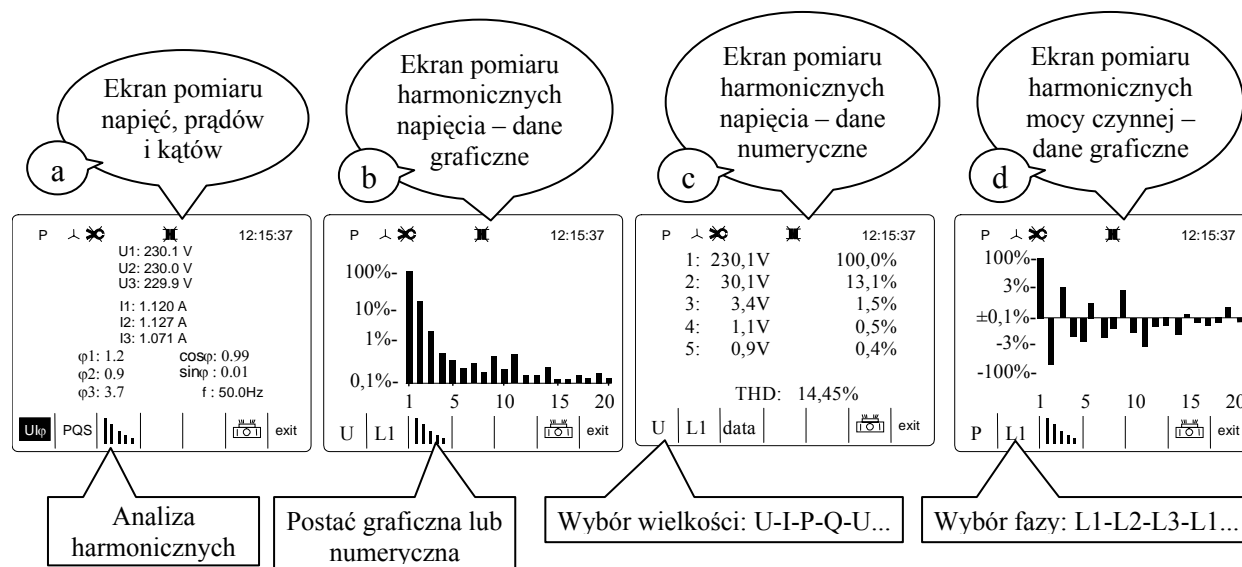 Ekran pomiaru
napięć, prądów
i kątów
a
Ekran pomiaru
harmonicznych
napięcia – dane
graficzne
b
Ekran pomiaru
harmonicznych
napięcia – dane
numeryczne
c
Ekran pomiaru
harmonicznych
mocy czynnej –
dane graficzne
d
P 12:15:37
U1: 230.1 V
U2: 230.0 V
U3: 229.9 V
I1: 1.120 A
I2: 1.127 A
I3: 1.071 A
φ1: 1.2 cosφ: 0.99
φ2: 0.9 sinφ : 0.01
φ3: 3.7 f : 50.0Hz
UIφ PQS exit
P 12:15:37
100%-
10%-
1%-
0,1%-
1 5 10 15 20
U L1 exit
P 12:15:37
1: 230,1V 100,0%
2: 30,1V 13,1%
3: 3,4V 1,5%
4: 1,1V 0,5%
5: 0,9V 0,4%
THD: 14,45%
U L1 data exit
P 12:15:37
100%-
3%-
±0,1%-
-3%-
-100%-
1 5 10 15 20
P L1 exit
Analiza
harmonicznych
Postać graficzna lub
numeryczna
Wybór wielkości: U-I-P-Q-U...
Wybór fazy: L1-L2-L3-L1...